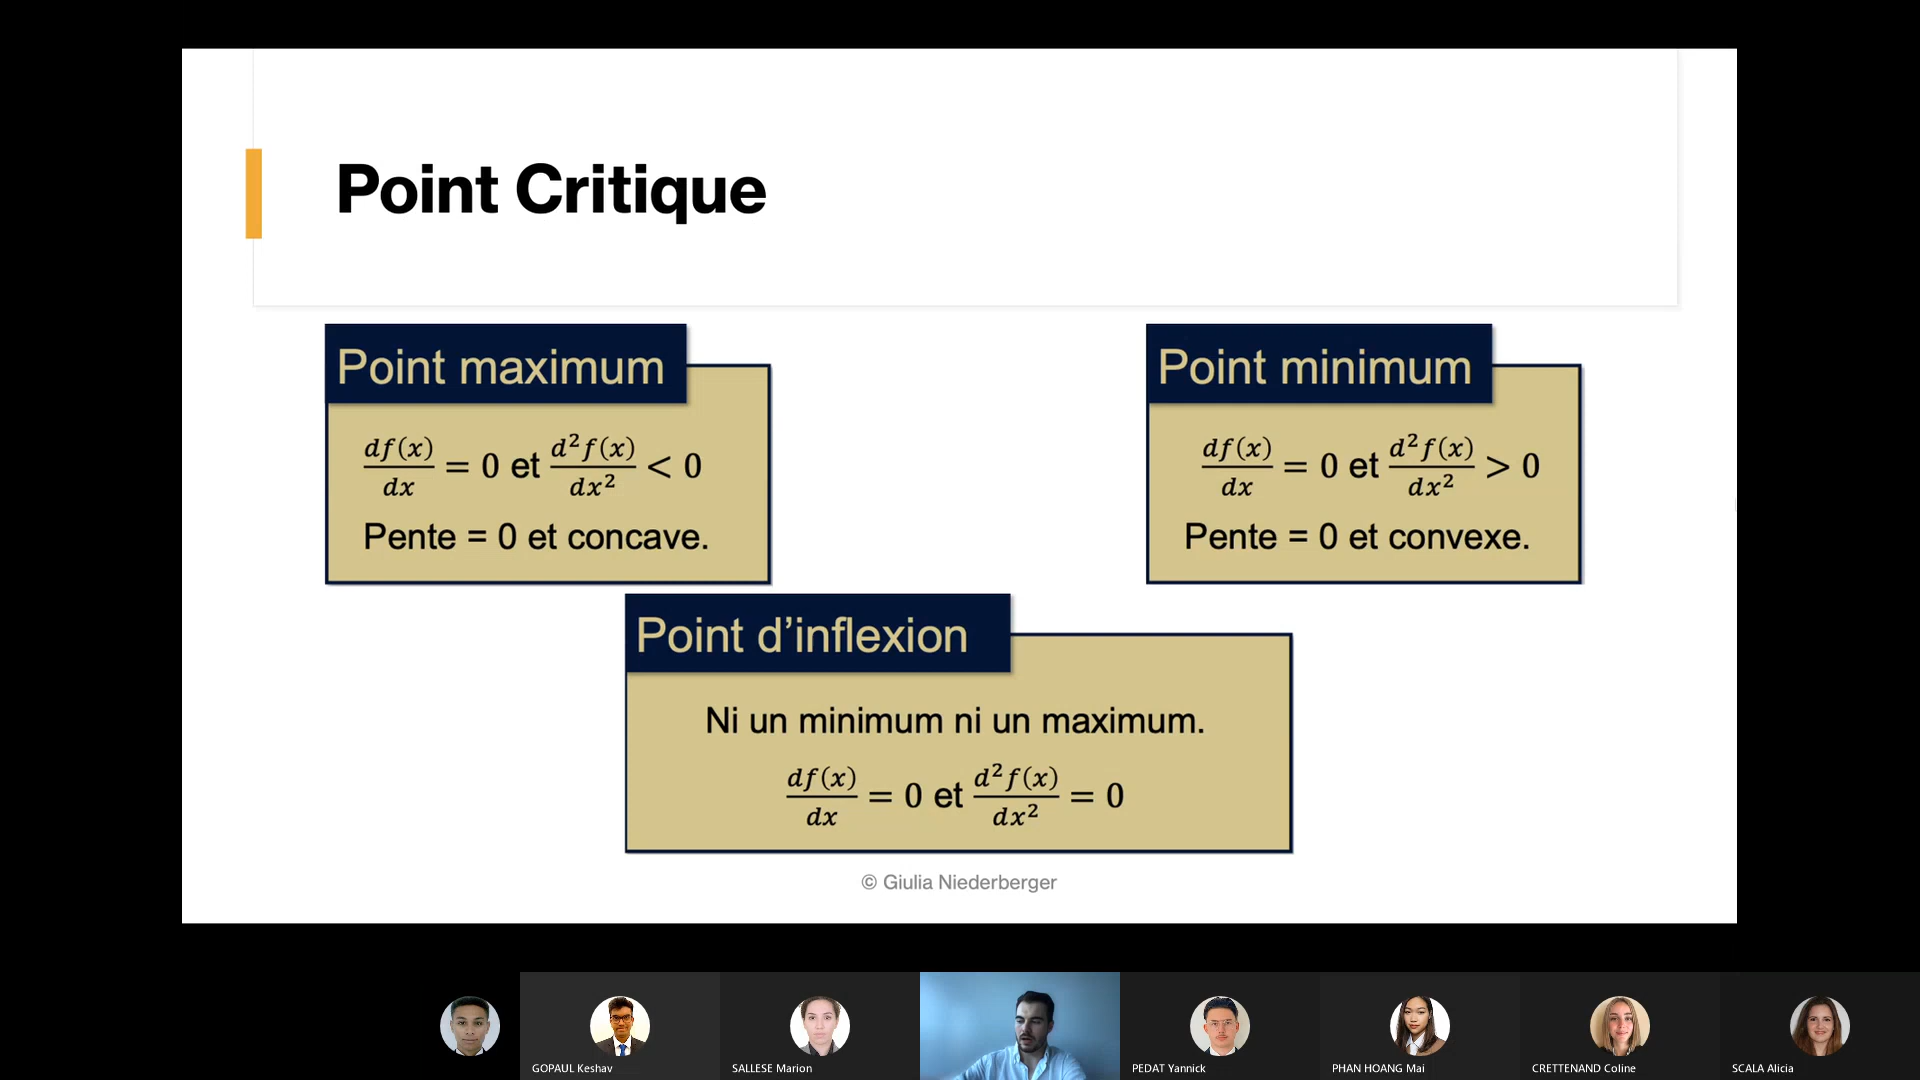 Point Critique
Point maximum
df(x)/dx = 0 et d²f(x)/dx² < 0
Pente = 0 et concave.
Point minimum
df(x)/dx = 0 et d²f(x)/dx² > 0
Pente = 0 et convexe.
Point d’inflexion
Ni un minimum ni un maximum.
df(x)/dx = 0 et d²f(x)/dx² = 0
© Giulia Niederberger
GOPAUL Keshav
SALLESE Marion
PEDAT Yannick
PHAN HOANG Mai
CRETTENAND Coline
SCALA Alicia